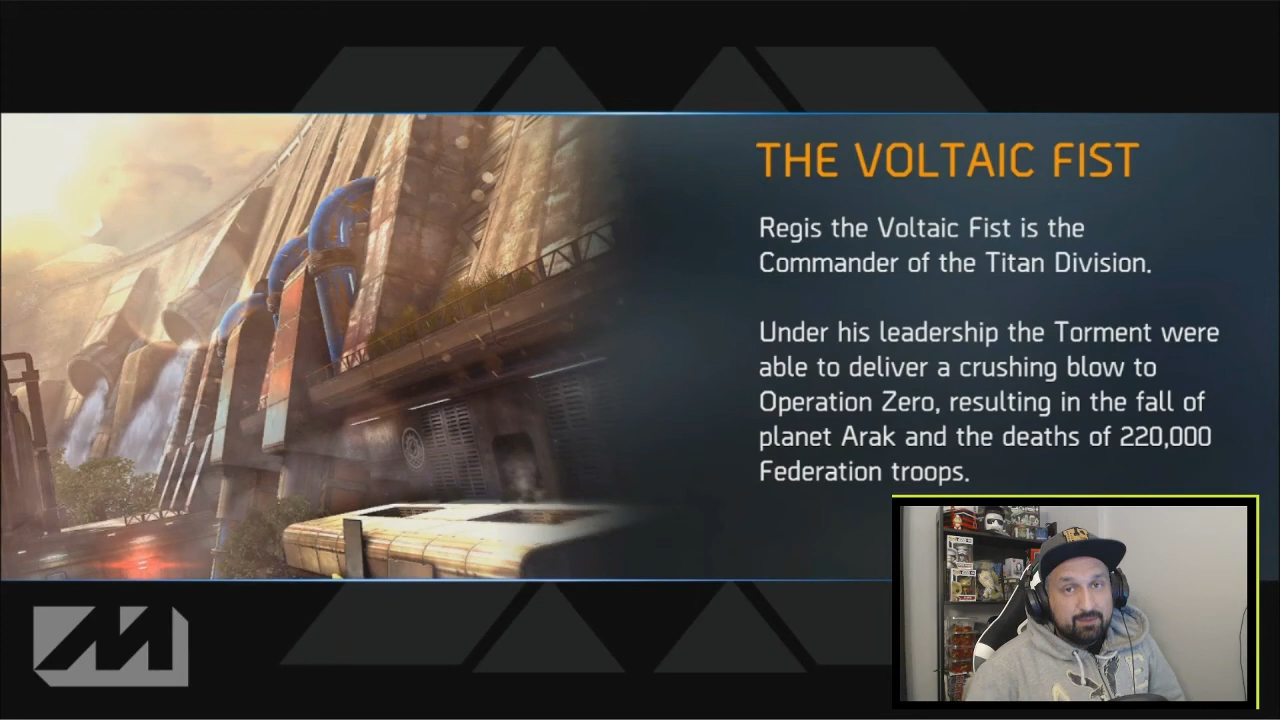 THE VOLTAIC FIST
Regis the Voltaic Fist is the
Commander of the Titan Division.
Under his leadership the Torment were
able to deliver a crushing blow to
Operation Zero, resulting in the fall of
planet Arak and the deaths of 220,000
Federation troops.